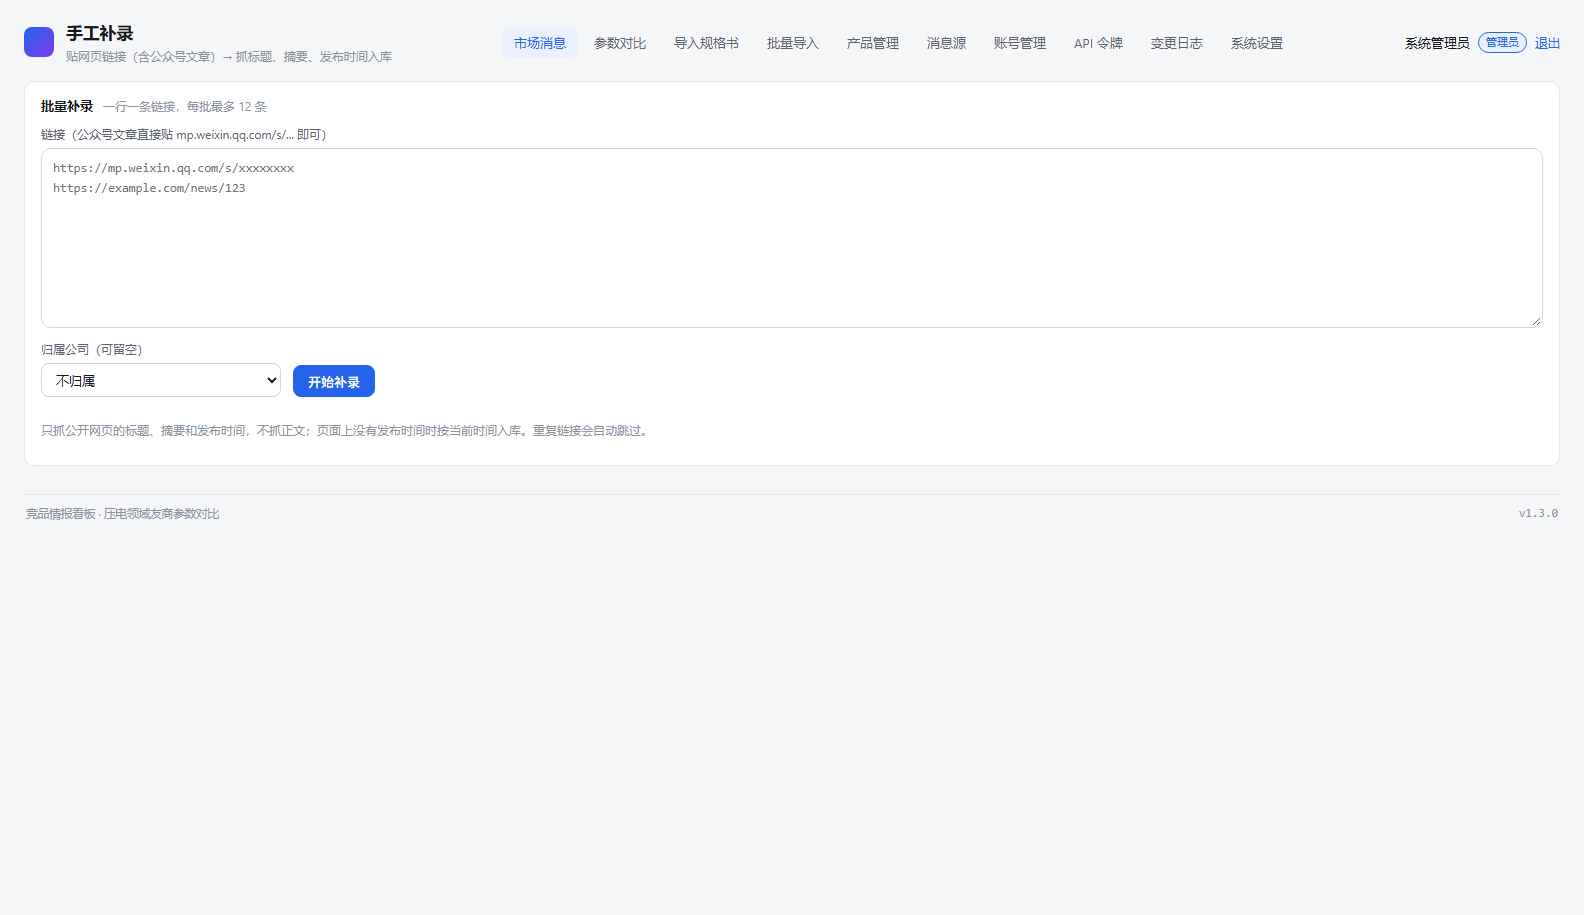 手工补录
贴网页链接（含公众号文章）→ 抓标题、摘要、发布时间入库
市场消息 参数对比 导入规格书 批量导入 产品管理 消息源 账号管理 API 令牌 变更日志 系统设置
系统管理员 管理员 退出
批量补录 一行一条链接，每批最多 12 条
链接（公众号文章直接贴 mp.weixin.qq.com/s/... 即可）
https://mp.weixin.qq.com/s/xxxxxxxx
https://example.com/news/123
归属公司（可留空）
不归属 开始补录
只抓公开网页的标题、摘要和发布时间，不抓正文；页面上没有发布时间时按当前时间入库。重复链接会自动跳过。
竞品情报看板 · 压电领域友商参数对比 v1.3.0